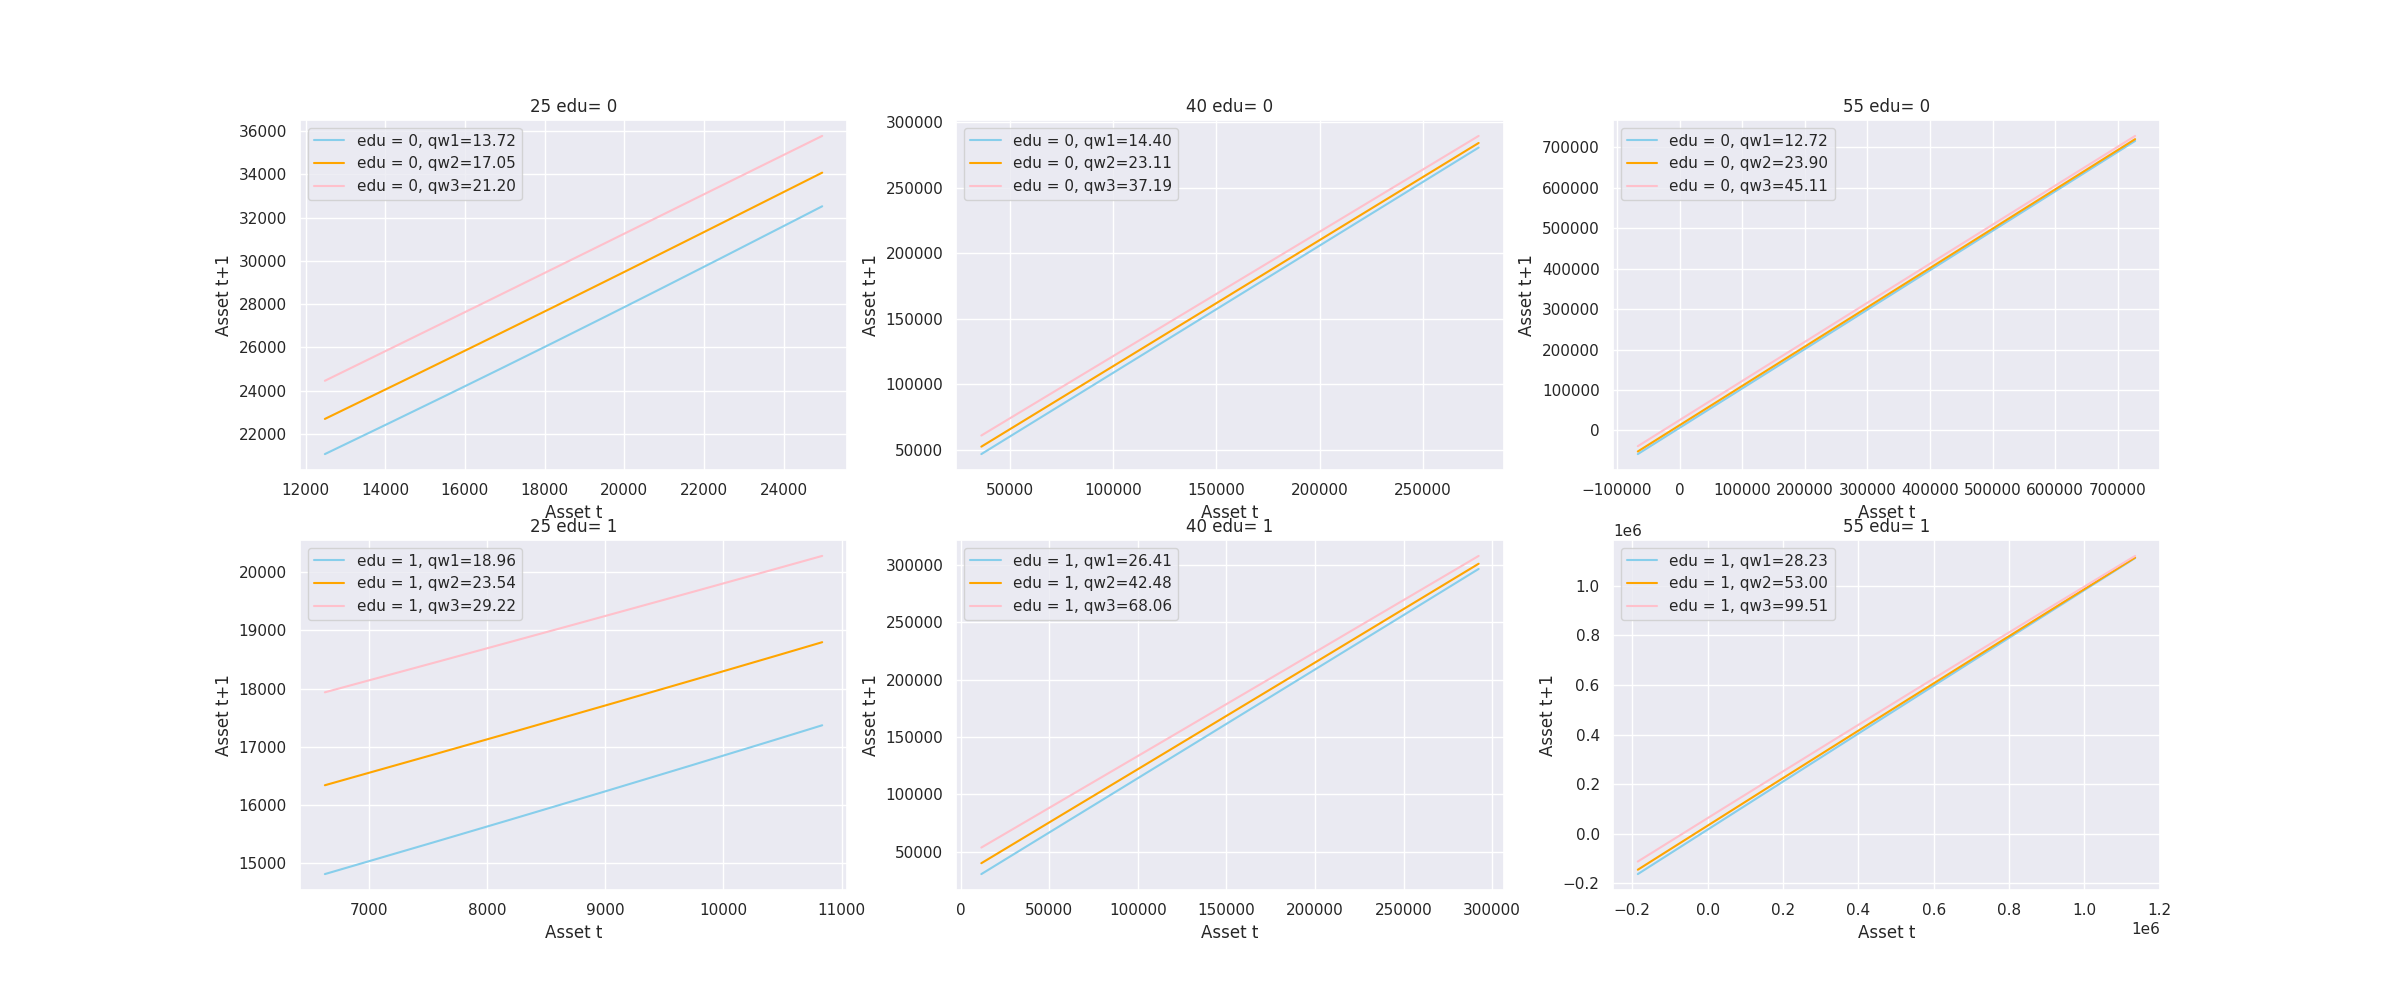 25 edu= 0
36000
34000
32000
30000
28000
26000
24000
22000
Asset t+1
edu = 0, qw1=13.72
edu = 0, qw2=17.05
edu = 0, qw3=21.20
12000 14000 16000 18000 20000 22000 24000
Asset t
40 edu= 0
300000
250000
200000
150000
100000
50000
Asset t+1
edu = 0, qw1=14.40
edu = 0, qw2=23.11
edu = 0, qw3=37.19
50000 100000 150000 200000 250000
Asset t
55 edu= 0
700000
600000
500000
400000
300000
200000
100000
0
Asset t+1
edu = 0, qw1=12.72
edu = 0, qw2=23.90
edu = 0, qw3=45.11
−100000 0 100000 200000 300000 400000 500000 600000 700000
Asset t
25 edu= 1
20000
19000
18000
17000
16000
15000
Asset t+1
edu = 1, qw1=18.96
edu = 1, qw2=23.54
edu = 1, qw3=29.22
7000 8000 9000 10000 11000
Asset t
40 edu= 1
300000
250000
200000
150000
100000
50000
Asset t+1
edu = 1, qw1=26.41
edu = 1, qw2=42.48
edu = 1, qw3=68.06
0 50000 100000 150000 200000 250000 300000
Asset t
55 edu= 1
1e6
1.0
0.8
0.6
0.4
0.2
0.0
−0.2
Asset t+1
edu = 1, qw1=28.23
edu = 1, qw2=53.00
edu = 1, qw3=99.51
−0.2 0.0 0.2 0.4 0.6 0.8 1.0 1.2
1e6
Asset t